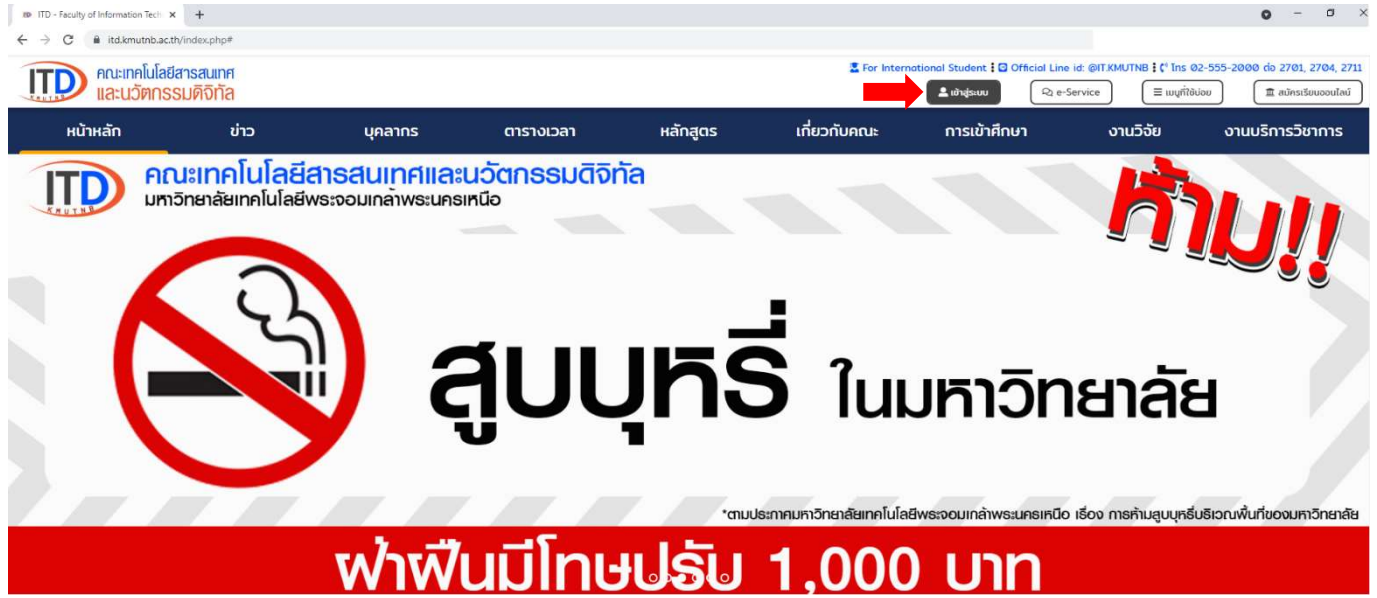 ITD - Faculty of Information Tech
itd.kmutnb.ac.th/index.php#
ITD
KMUTNB
คณะเทคโนโลยีสารสนเทศ
และนวัตกรรมดิจิทัล
For International Student Official Line id: @IT.KMUTNB โทร 02-555-2000 ต่อ 2701, 2704, 2711
เข้าสู่ระบบ e-Service เมนูที่ใช้บ่อย สมัครเรียนออนไลน์
หน้าหลัก ข่าว บุคลากร ตารางเวลา หลักสูตร เกี่ยวกับคณะ การเข้าศึกษา งานวิจัย งานบริการวิชาการ
ITD
KMUTNB
คณะเทคโนโลยีสารสนเทศและนวัตกรรมดิจิทัล
มหาวิทยาลัยเทคโนโลยีพระจอมเกล้าพระนครเหนือ
ห้าม!!
สูบบุหรี่ ในมหาวิทยาลัย
*ตามประกาศมหาวิทยาลัยเทคโนโลยีพระจอมเกล้าพระนครเหนือ เรื่อง การห้ามสูบบุหรี่บริเวณพื้นที่ของมหาวิทยาลัย
ฝ่าฝืนมีโทษปรับ 1,000 บาท